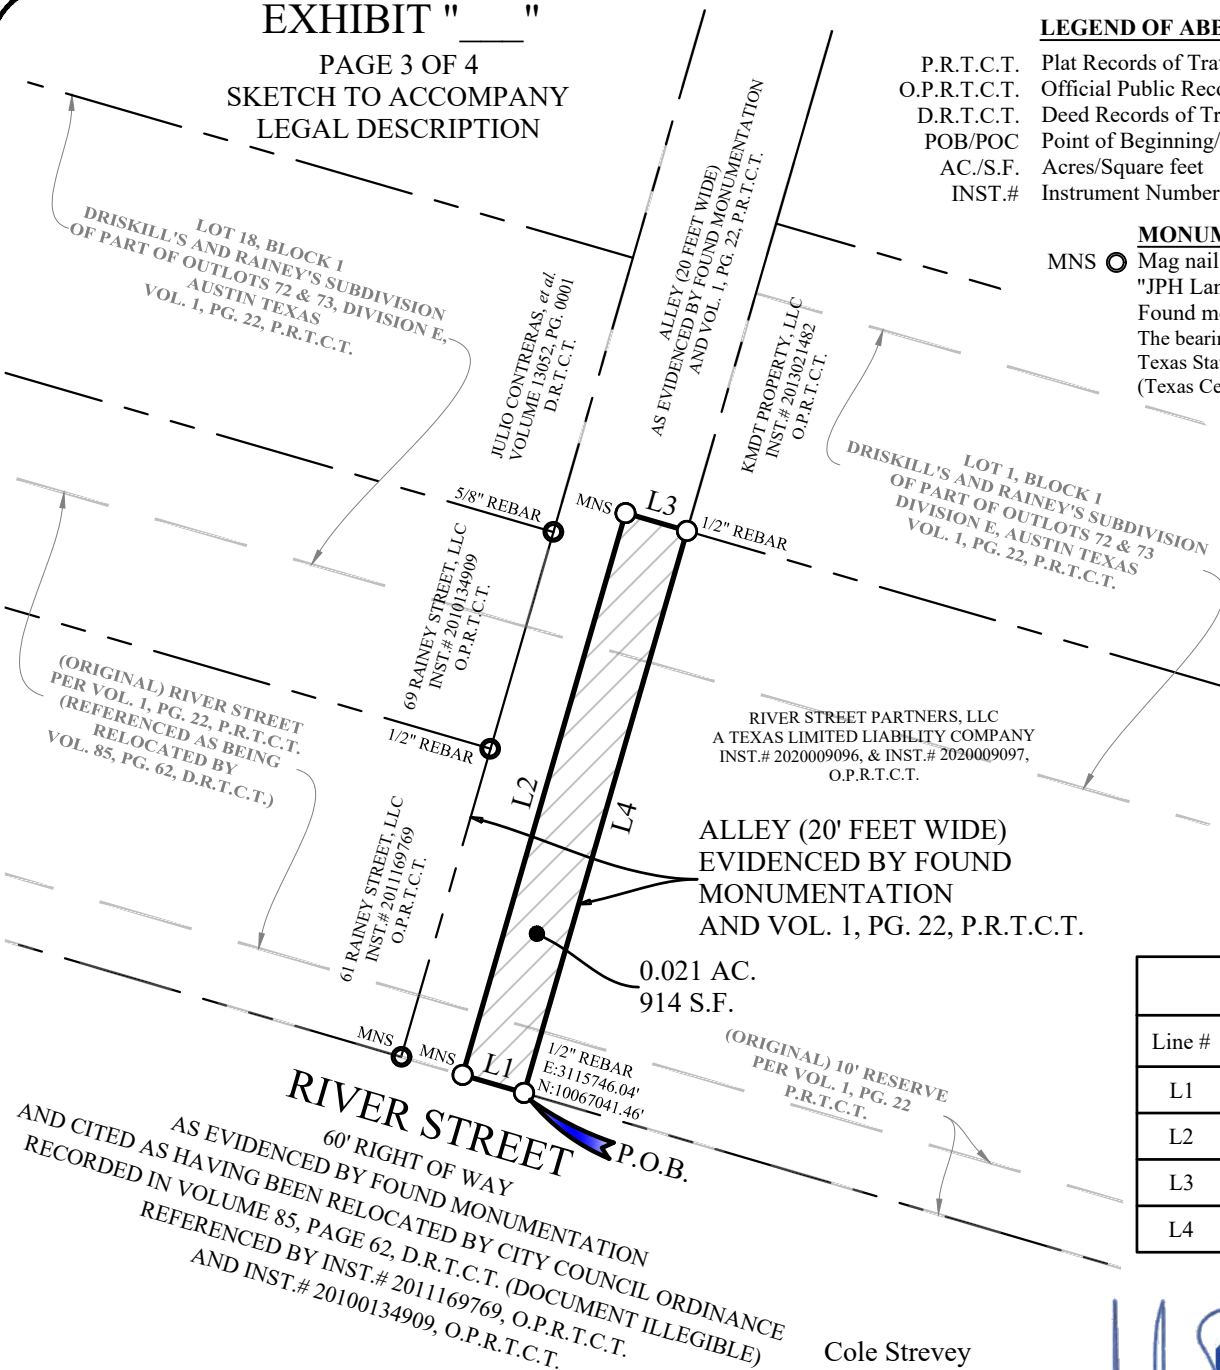 EXHIBIT "___"
PAGE 3 OF 4
SKETCH TO ACCOMPANY
LEGAL DESCRIPTION
LEGEND OF
P.R.T.C.T. Plat Records of
O.P.R.T.C.T. Official Public
D.R.T.C.T. Deed Records of
POB/POC Point of Beginning/
AC./S.F. Acres/Square feet
INST.# Instrument Number
MNS Mag nail
"JPH
Found
The
Texas
(Texas
LOT 18, BLOCK 1
DRISKILL'S AND RAINEY'S SUBDIVISION
OF PART OF OUTLOTS 72 & 73, DIVISION E,
AUSTIN TEXAS
VOL. 1, PG. 22, P.R.T.C.T.
JULIO CONTRERAS, et al.
VOLUME 13052, PG. 0001
D.R.T.C.T.
ALLEY (20 FEET WIDE)
AS EVIDENCED BY FOUND MONUMENTATION
AND VOL. 1, PG. 22, P.R.T.C.T.
KMDT PROPERTY, LLC
INST.# 2013021482
O.P.R.T.C.T.
LOT 1, BLOCK 1
DRISKILL'S AND RAINEY'S SUBDIVISION
OF PART OF OUTLOTS 72 & 73
DIVISION E, AUSTIN TEXAS
VOL. 1, PG. 22, P.R.T.C.T.
5/8" REBAR
MNS
L3
1/2" REBAR
69 RAINEY STREET, LLC
INST.# 2010134909
O.P.R.T.C.T.
(ORIGINAL) RIVER STREET
PER VOL. 1, PG. 22, P.R.T.C.T.
(REFERENCED AS BEING
RELOCATED BY
VOL. 85, PG. 62, D.R.T.C.T.)
1/2" REBAR
RIVER STREET PARTNERS, LLC
A TEXAS LIMITED LIABILITY COMPANY
INST.# 2020009096, & INST.# 2020009097,
O.P.R.T.C.T.
L2
L4
61 RAINEY STREET, LLC
INST.# 2011169769
O.P.R.T.C.T.
ALLEY (20' FEET WIDE)
EVIDENCED BY FOUND
MONUMENTATION
AND VOL. 1, PG. 22, P.R.T.C.T.
0.021 AC.
914 S.F.
MNS
MNS
L1
1/2" REBAR
E:3115746.04'
N:10067041.46'
(ORIGINAL) 10' RESERVE
PER VOL. 1, PG. 22
P.R.T.C.T.
P.O.B.
RIVER STREET
60' RIGHT OF WAY
AS EVIDENCED BY FOUND MONUMENTATION
AND CITED AS HAVING BEEN RELOCATED BY CITY COUNCIL ORDINANCE
RECORDED IN VOLUME 85, PAGE 62, D.R.T.C.T. (DOCUMENT ILLEGIBLE)
REFERENCED BY INST.# 2011169769, O.P.R.T.C.T.
AND INST.# 20100134909, O.P.R.T.C.T.
Line #
L1
L2
L3
L4
Cole Strevey